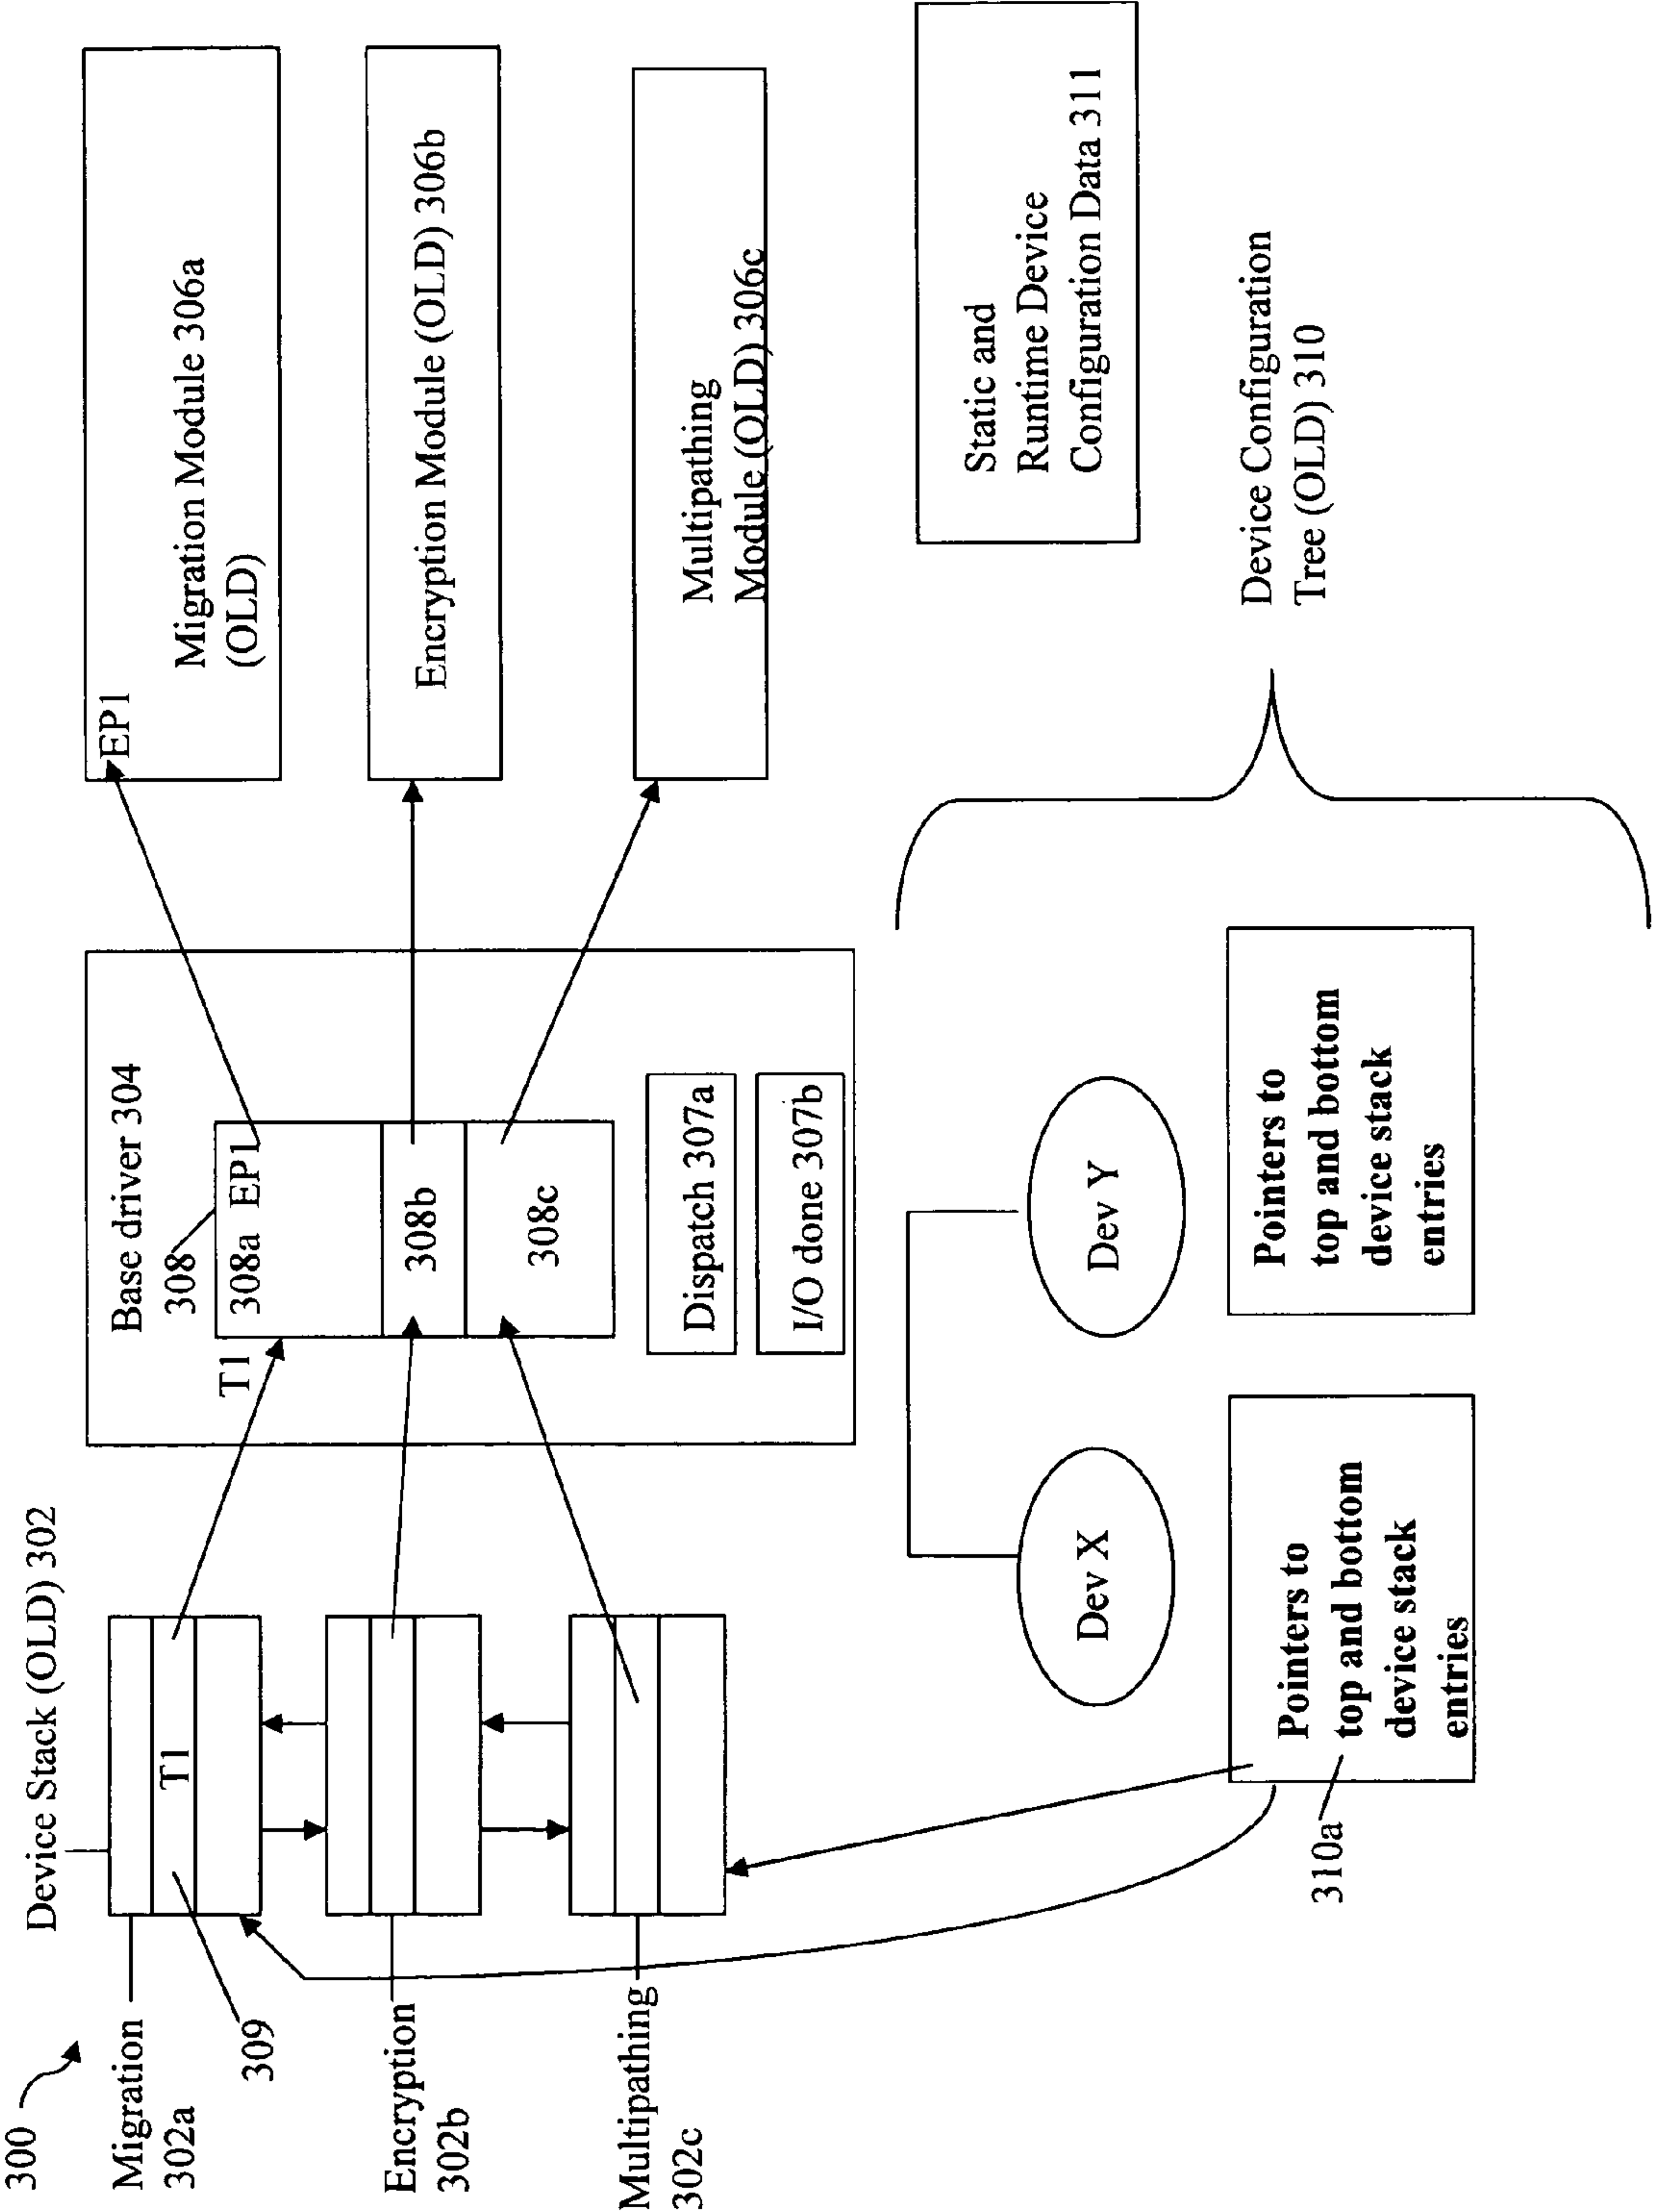 300
Device Stack (OLD) 302
Migration
302a
309
T1
Encryption
302b
Multipathing
302c
Base driver 304
308
T1
308a EP1
308b
308c
Dispatch 307a
I/O done 307b
EP1
Migration Module 306a
(OLD)
Encryption Module (OLD) 306b
Multipathing
Module (OLD) 306c
Static and
Runtime Device
Configuration Data 311
Dev X
Dev Y
310a
Pointers to
top and bottom
device stack
entries
Pointers to
top and bottom
device stack
entries
Device Configuration
Tree (OLD) 310